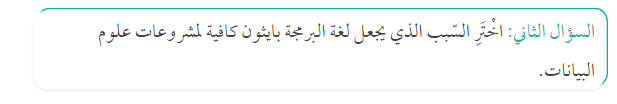 السؤال الثاني: اخْتَرِ السّبب الذي يجعل لغة البرمجة بايثون كافية لمشروعات علوم
البيانات.